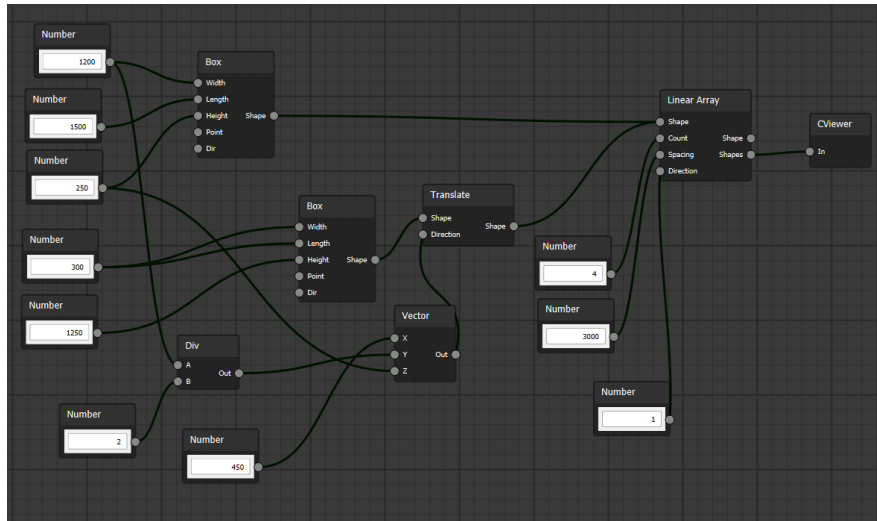 Number
1200
Number
1500
Number
250
Box
Width
Length
Height Shape
Point
Dir
Linear Array
Shape
Count Shape
Spacing Shapes
Direction
CViewer
In
Number
300
Number
1250
Box
Width
Length
Height Shape
Point
Dir
Translate
Shape
Shape
Direction
Number
4
Number
3000
Vector
X
Y Out
Z
Div
A
Out
B
Number
2
Number
450
Number
1